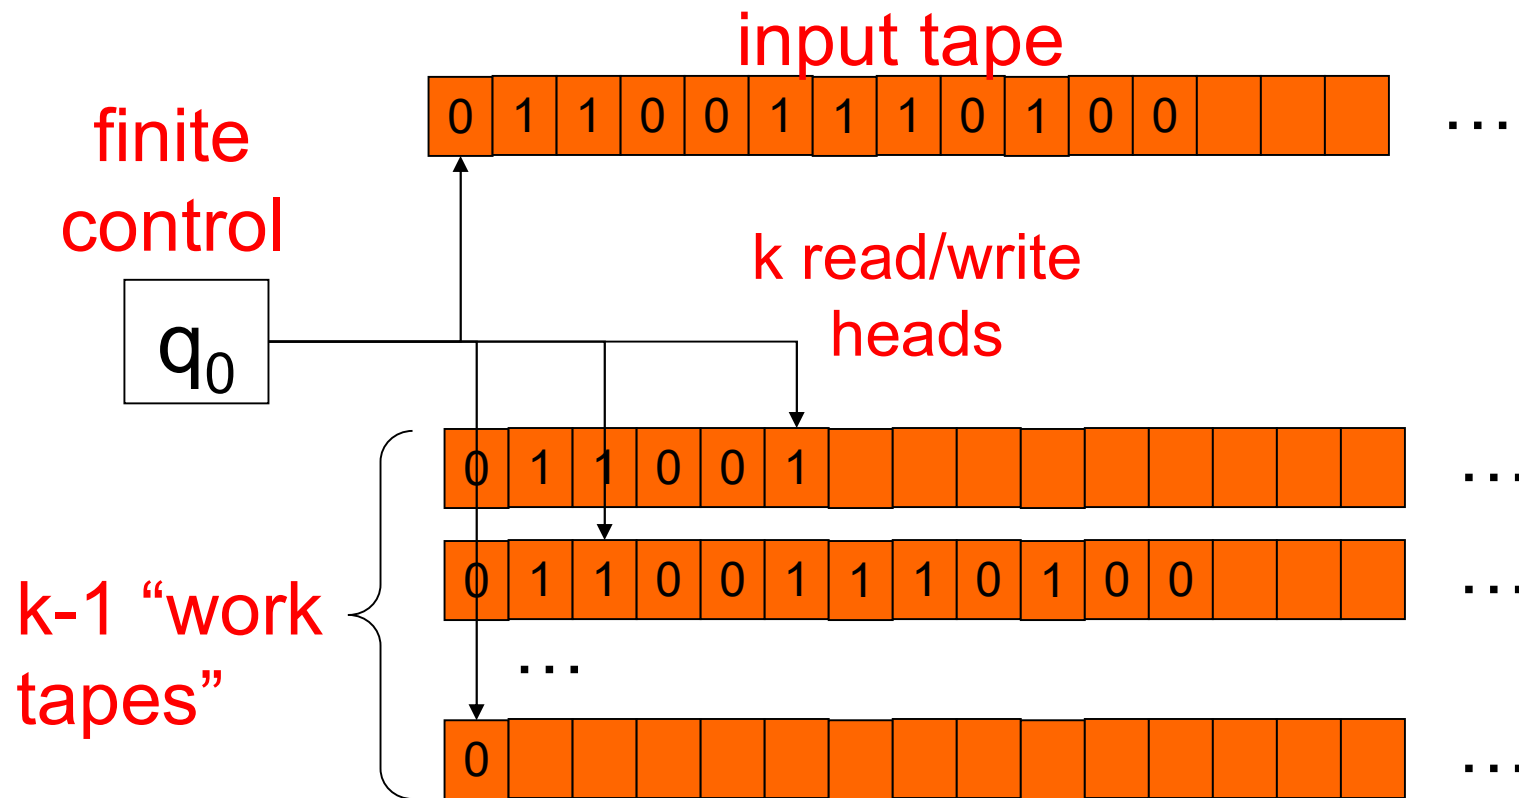 input tape
0 1 1 0 0 1 1 1 0 1 0 0 ...
finite
control
k read/write
heads
q₀
0 1 1 0 0 1 ...
0 1 1 0 0 1 1 1 0 1 0 0 ...
k-1 “work
tapes”
...
0 ...